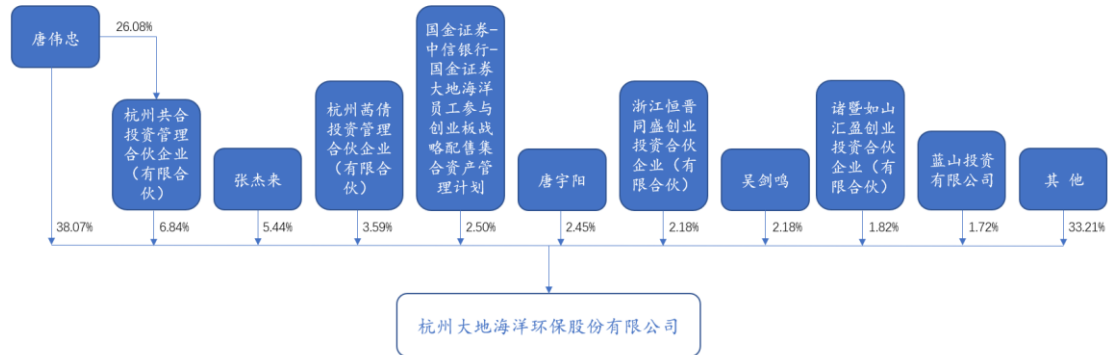 唐伟忠
26.08%
杭州共合
投资管理
合伙企业
（有限合
伙）
张杰来
杭州茜倩
投资管理
合伙企业
（有限合
伙）
国金证券-
中信银行-
国金证券
大地海洋
员工参与
创业板战
略配售集
合资产管
理计划
唐宇阳
浙江恒晋
同盛创业
投资合伙
企业（有
限合伙）
吴剑鸣
诸暨如山
汇盈创业
投资合伙
企业（有
限合伙）
蓝山投资
有限公司
其 他
38.07%
6.84%
5.44%
3.59%
2.50%
2.45%
2.18%
2.18%
1.82%
1.72%
33.21%
杭州大地海洋环保股份有限公司